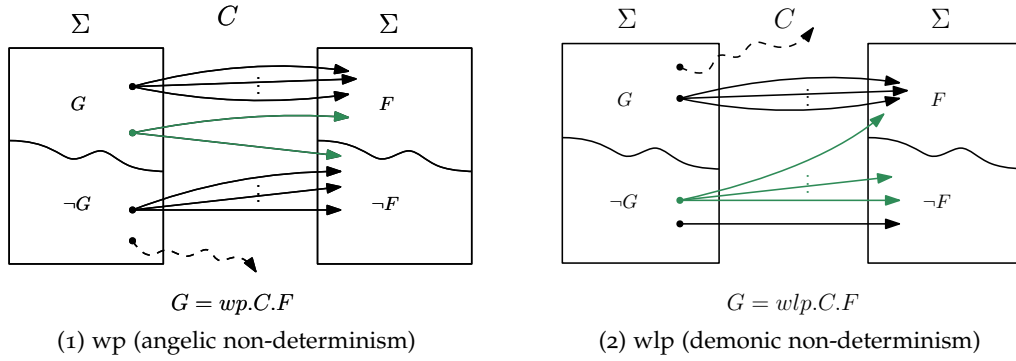 Σ C Σ
G F
¬G ¬F
G = wp.C.F
(1) wp (angelic non-determinism)
Σ C Σ
G F
¬G ¬F
G = wlp.C.F
(2) wlp (demonic non-determinism)